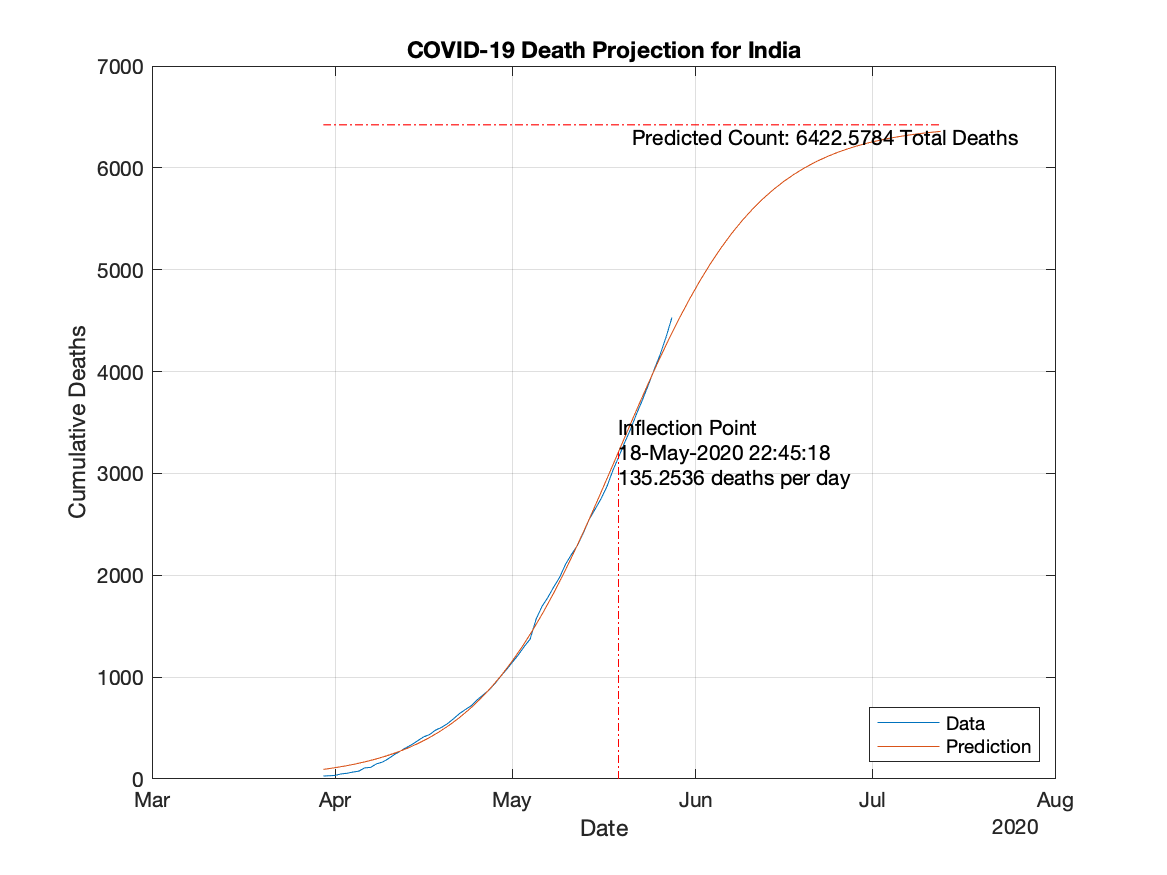 COVID-19 Death Projection for India
7000
6000
5000
4000
3000
2000
1000
0
Cumulative Deaths
Predicted Count: 6422.5784 Total Deaths
Inflection Point
18-May-2020 22:45:18
135.2536 deaths per day
Data
Prediction
Mar Apr May Jun Jul Aug
Date
2020